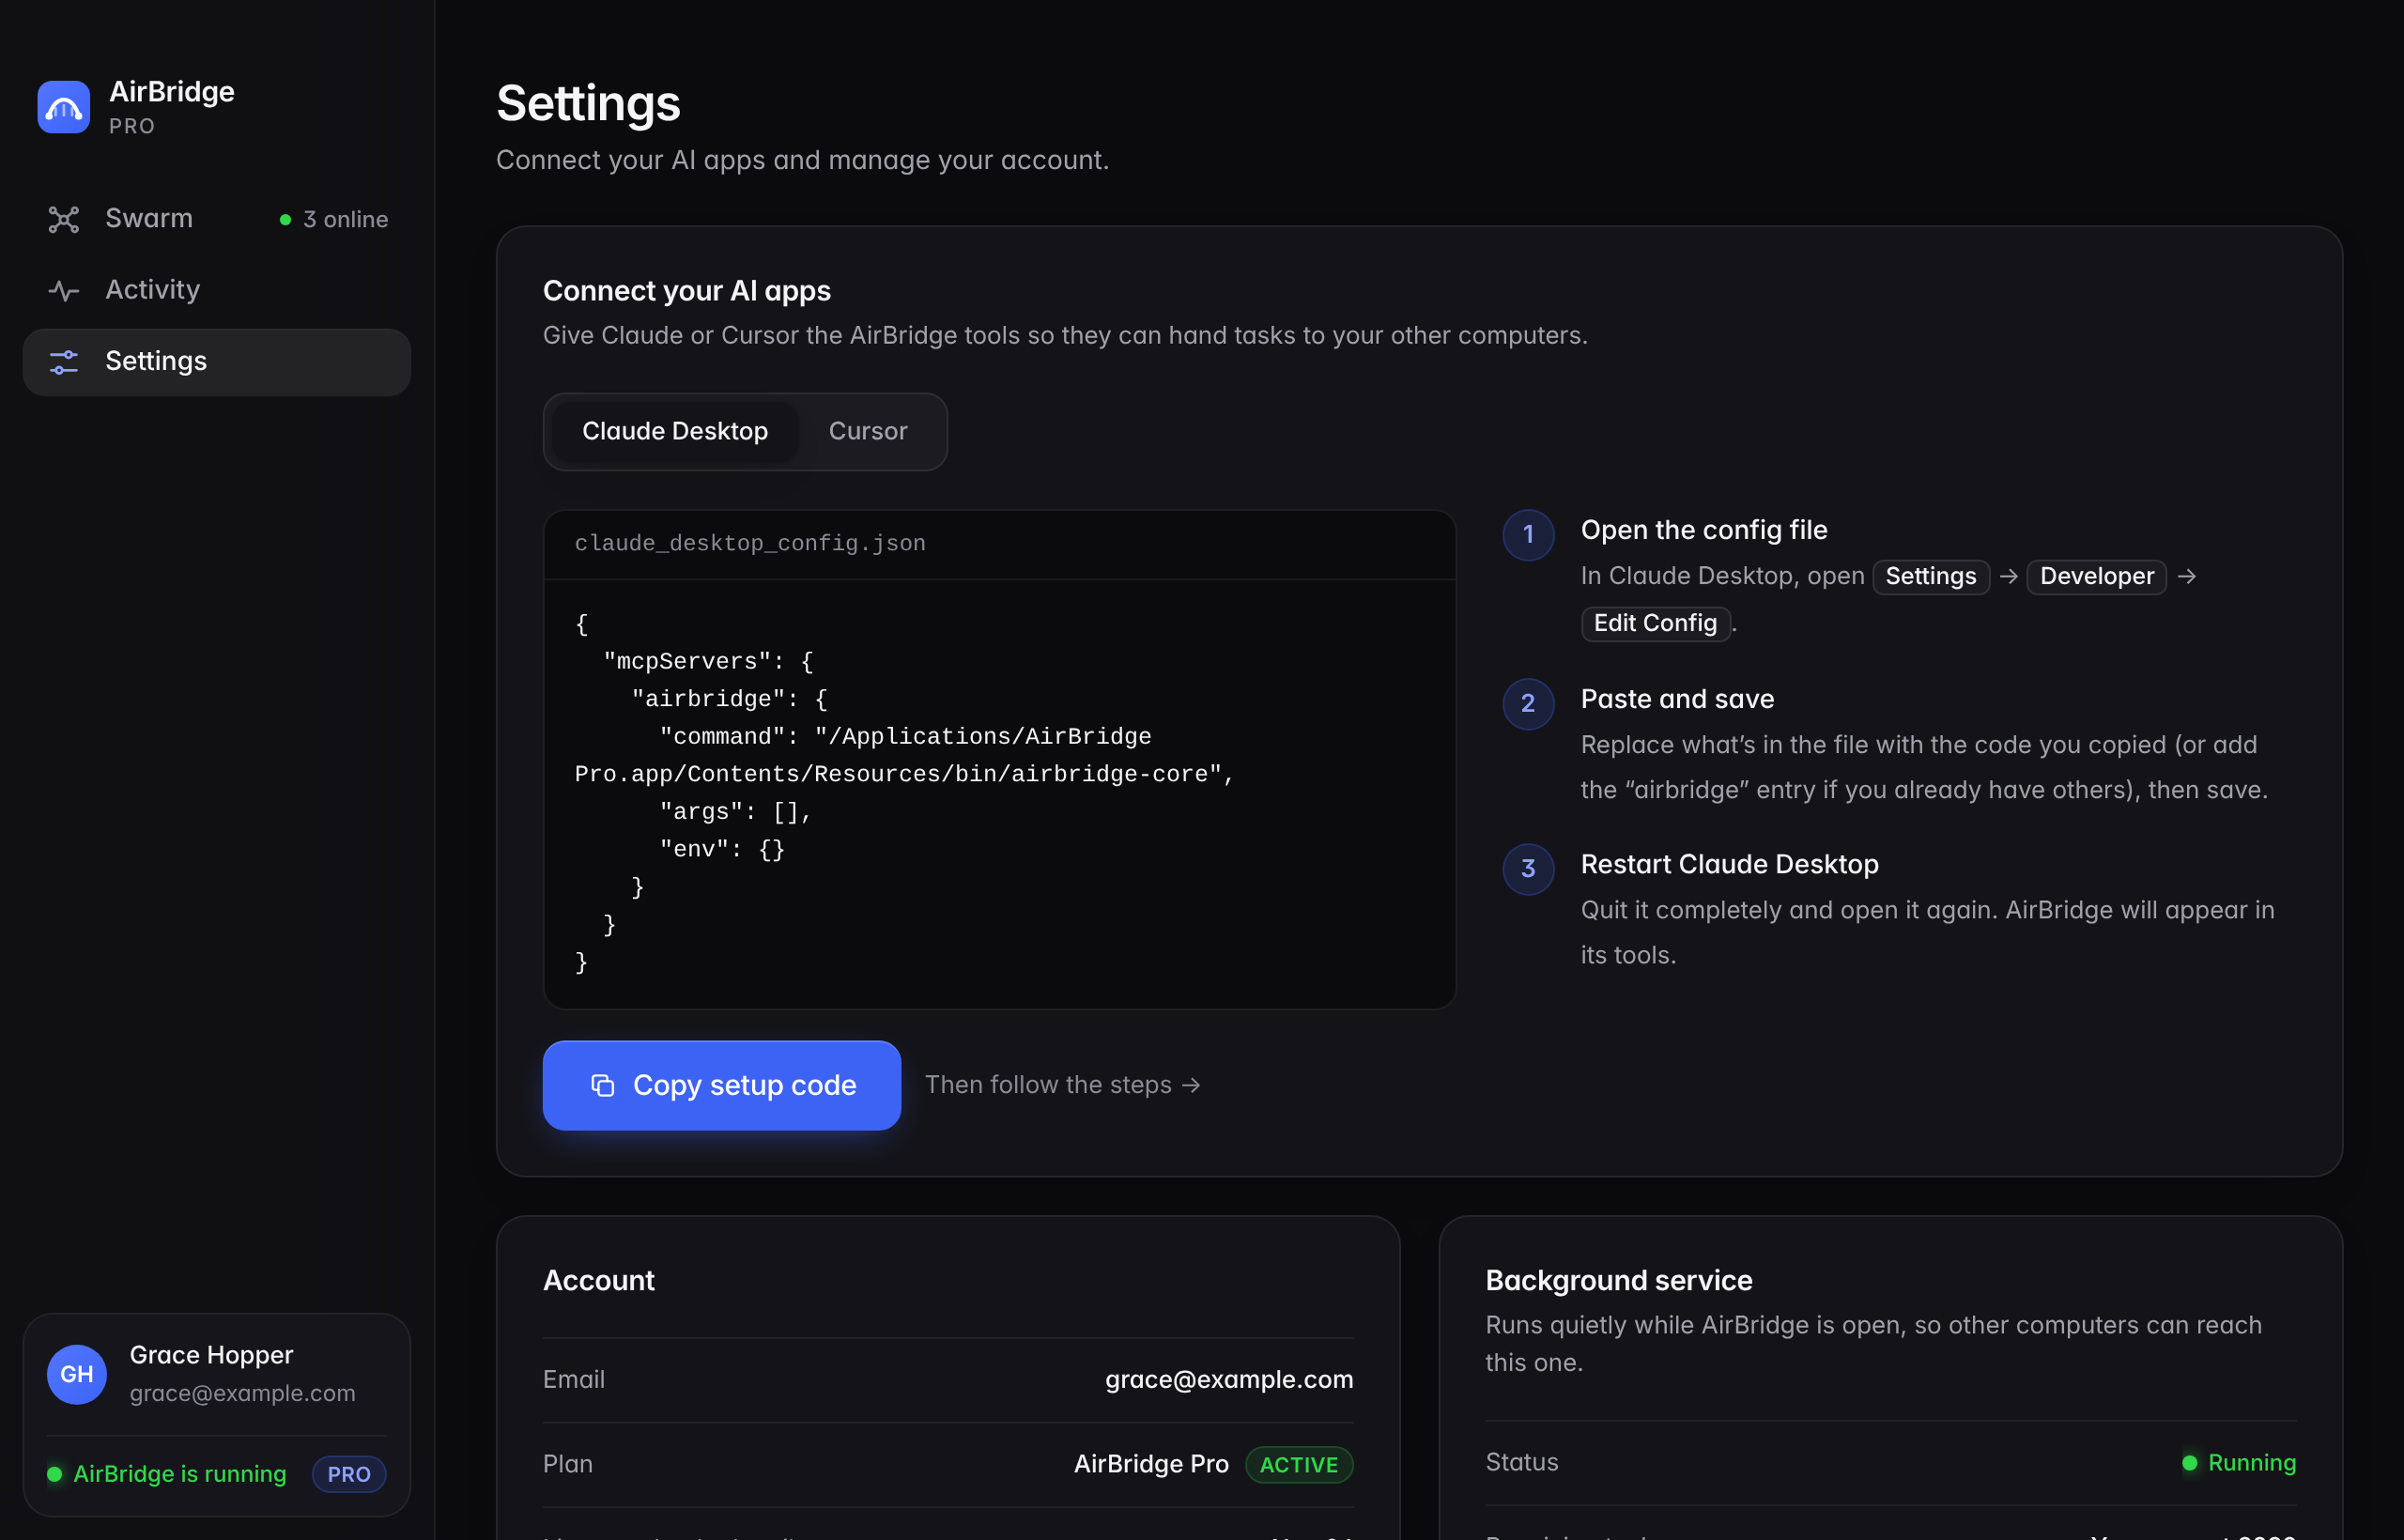 AirBridge
PRO
Swarm
3 online
Activity
Settings
GH
Grace Hopper
grace@example.com
AirBridge is running
PRO
Settings
Connect your AI apps and manage your account.
Connect your AI apps
Give Claude or Cursor the AirBridge tools so they can hand tasks to your other computers.
Claude Desktop
Cursor
claude_desktop_config.json
{
  "mcpServers": {
    "airbridge": {
      "command": "/Applications/AirBridge
Pro.app/Contents/Resources/bin/airbridge-core",
      "args": [],
      "env": {}
    }
  }
}
Copy setup code
Then follow the steps →
1
Open the config file
In Claude Desktop, open Settings → Developer →
Edit Config.
2
Paste and save
Replace what’s in the file with the code you copied (or add
the “airbridge” entry if you already have others), then save.
3
Restart Claude Desktop
Quit it completely and open it again. AirBridge will appear in
its tools.
Account
Email
grace@example.com
Plan
AirBridge Pro
ACTIVE
Background service
Runs quietly while AirBridge is open, so other computers can reach
this one.
Status
Running